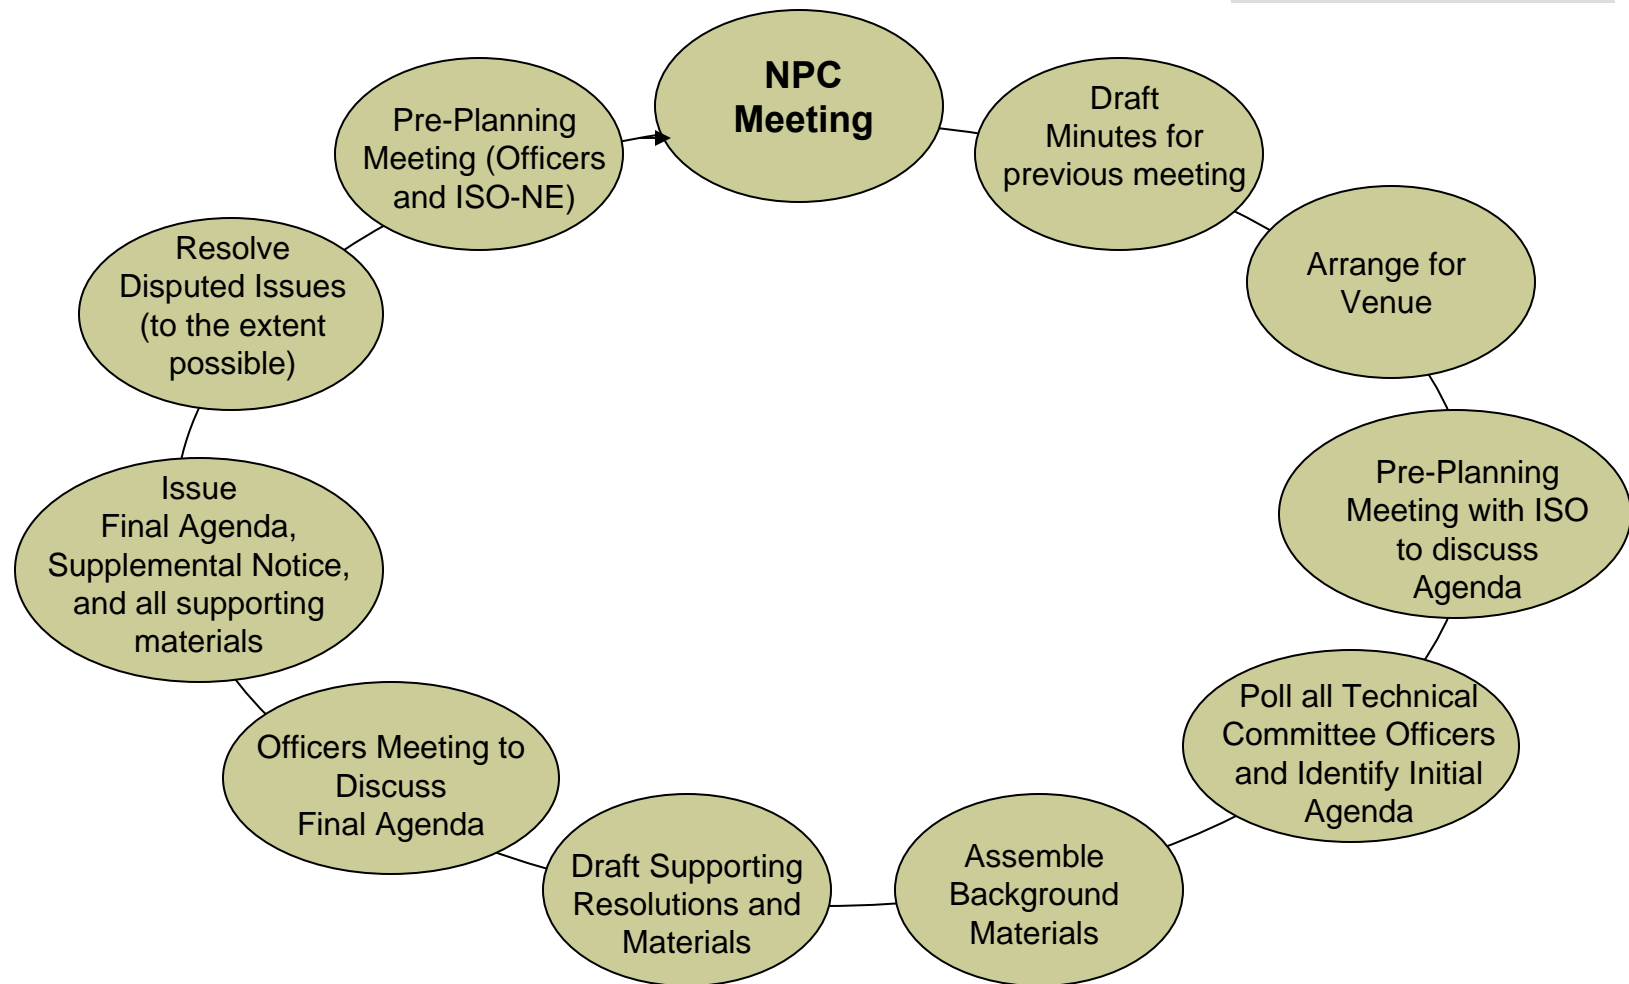 NPC
Meeting
Draft
Minutes for
previous meeting
Arrange for
Venue
Pre-Planning
Meeting with ISO
to discuss
Agenda
Poll all Technical
Committee Officers
and Identify Initial
Agenda
Assemble
Background
Materials
Draft Supporting
Resolutions and
Materials
Officers Meeting to
Discuss
Final Agenda
Issue
Final Agenda,
Supplemental Notice,
and all supporting
materials
Resolve
Disputed Issues
(to the extent
possible)
Pre-Planning
Meeting (Officers
and ISO-NE)